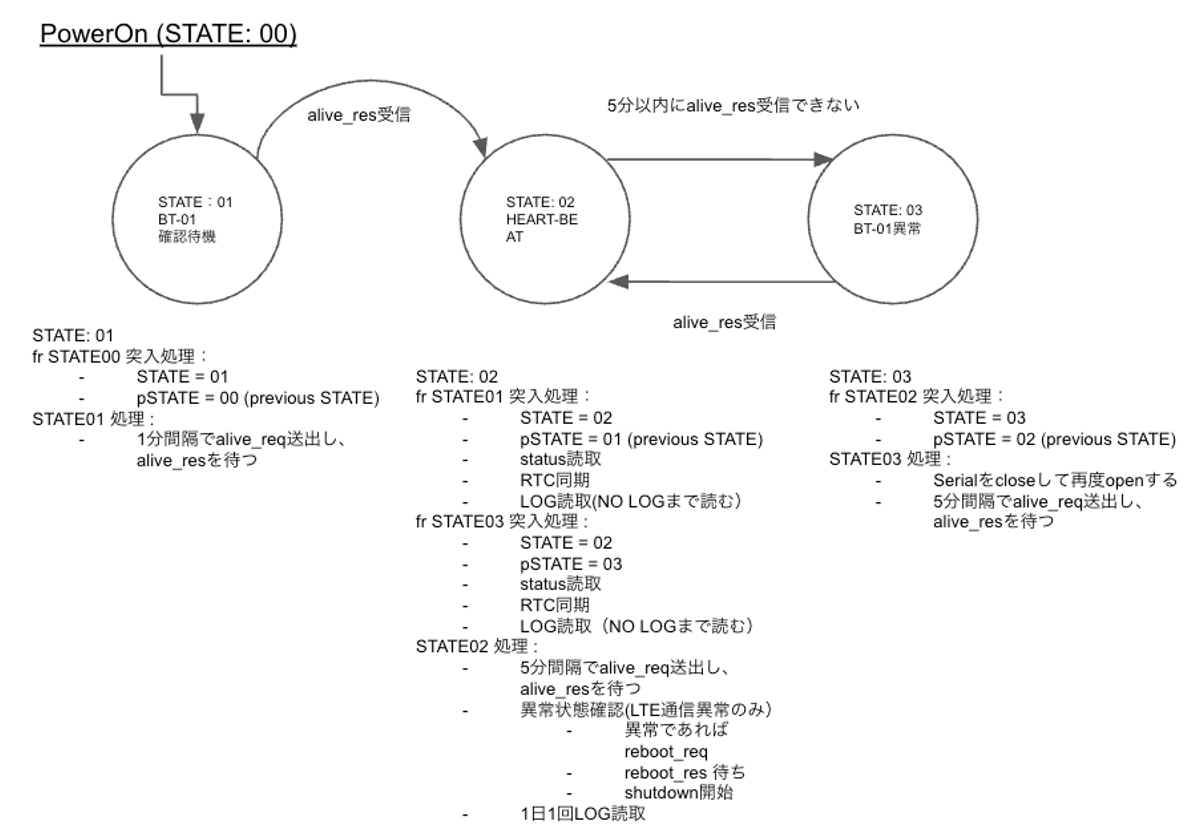 PowerOn (STATE: 00)
alive_res受信
5分以内にalive_res受信できない
STATE：01
BT-01
確認待機
STATE: 02
HEART-BE
AT
STATE: 03
BT-01異常
alive_res受信
STATE: 01
fr STATE00 突入処理：
- STATE = 01
- pSTATE = 00 (previous STATE)
STATE01 処理 :
- 1分間隔でalive_req送出し、
alive_resを待つ
STATE: 02
fr STATE01 突入処理：
- STATE = 02
- pSTATE = 01 (previous STATE)
- status読取
- RTC同期
- LOG読取(NO LOGまで読む）
fr STATE03 突入処理 :
- STATE = 02
- pSTATE = 03
- status読取
- RTC同期
- LOG読取（NO LOGまで読む）
STATE02 処理 :
- 5分間隔でalive_req送出し、
alive_resを待つ
- 異常状態確認(LTE通信異常のみ）
- 異常であれば
reboot_req
- reboot_res 待ち
- shutdown開始
- 1日1回LOG読取
STATE: 03
fr STATE02 突入処理：
- STATE = 03
- pSTATE = 02 (previous STATE)
STATE03 処理 :
- Serialをcloseして再度openする
- 5分間隔でalive_req送出し、
alive_resを待つ